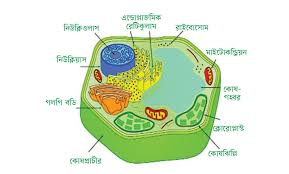 এন্ডোপ্লাজমিক
রেটিকুলাম
নিউক্লিওলাস
রাইবোসোম
নিউক্লিয়াস
মাইটোকন্ড্রিয়ন
কোষ-
গহ্বর
গলগি বডি
ক্লোরোপ্লাস্ট
কোষপ্রাচীর
কোষঝিল্লি